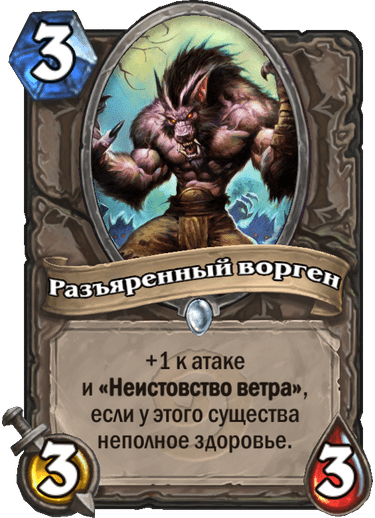 3
Разъяренный ворген
+1 к атаке
и «Неистовство ветра»,
если у этого существа
неполное здоровье.
3
3